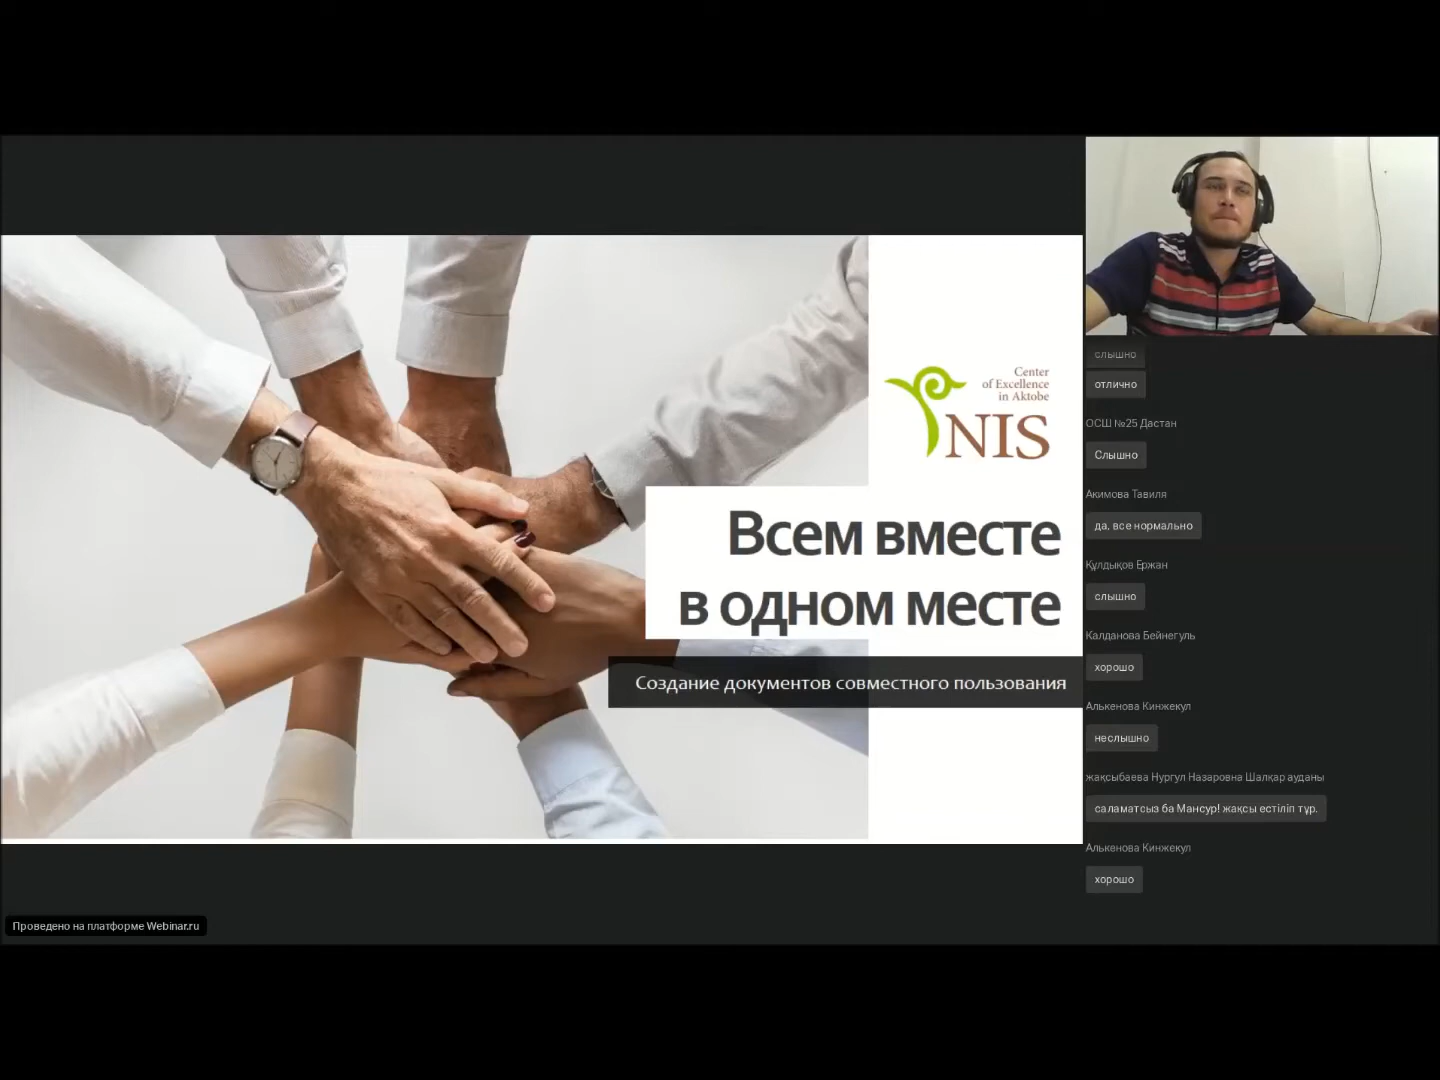 Center
of Excellence
in Aktobe
NIS
Всем вместе
в одном месте
Создание документов совместного пользования
Проведено на платформе Webinar.ru
слышно
отлично
ОСШ №25 Дастан
Слышно
Акимова Тавиля
да, все нормально
Құлдықов Ержан
слышно
Калданова Бейнегуль
хорошо
Алькенова Кинжекул
неслышно
жақсыбаева Нургул Назаровна Шалқар ауданы
саламатсыз ба Мансур! жақсы естіліп тұр.
Алькенова Кинжекул
хорошо